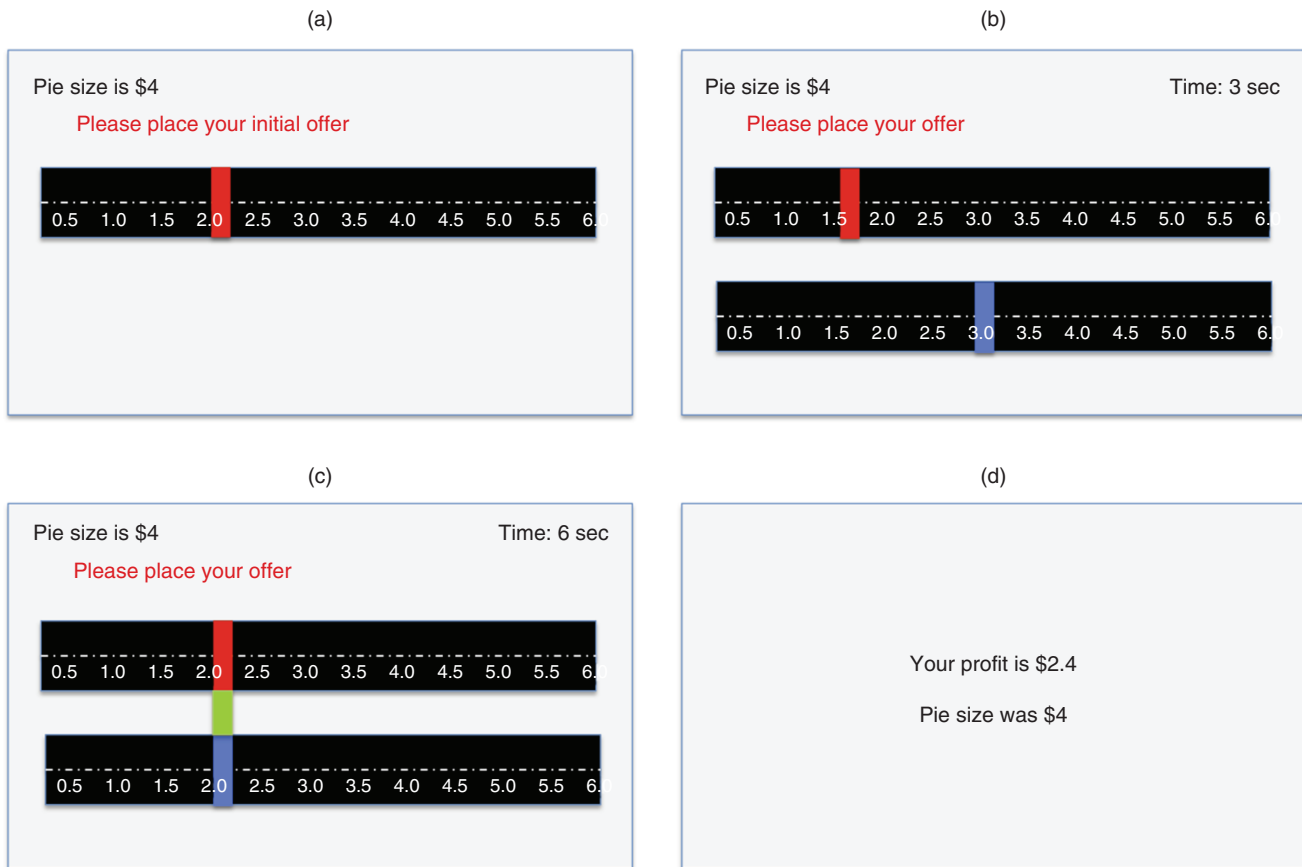 (a)
Pie size is $4
Please place your initial offer
0.5 1.0 1.5 2.0 2.5 3.0 3.5 4.0 4.5 5.0 5.5 6.0
(b)
Pie size is $4 Time: 3 sec
Please place your offer
0.5 1.0 1.5 2.0 2.5 3.0 3.5 4.0 4.5 5.0 5.5 6.0
0.5 1.0 1.5 2.0 2.5 3.0 3.5 4.0 4.5 5.0 5.5 6.0
(c)
Pie size is $4 Time: 6 sec
Please place your offer
0.5 1.0 1.5 2.0 2.5 3.0 3.5 4.0 4.5 5.0 5.5 6.0
0.5 1.0 1.5 2.0 2.5 3.0 3.5 4.0 4.5 5.0 5.5 6.0
(d)
Your profit is $2.4
Pie size was $4